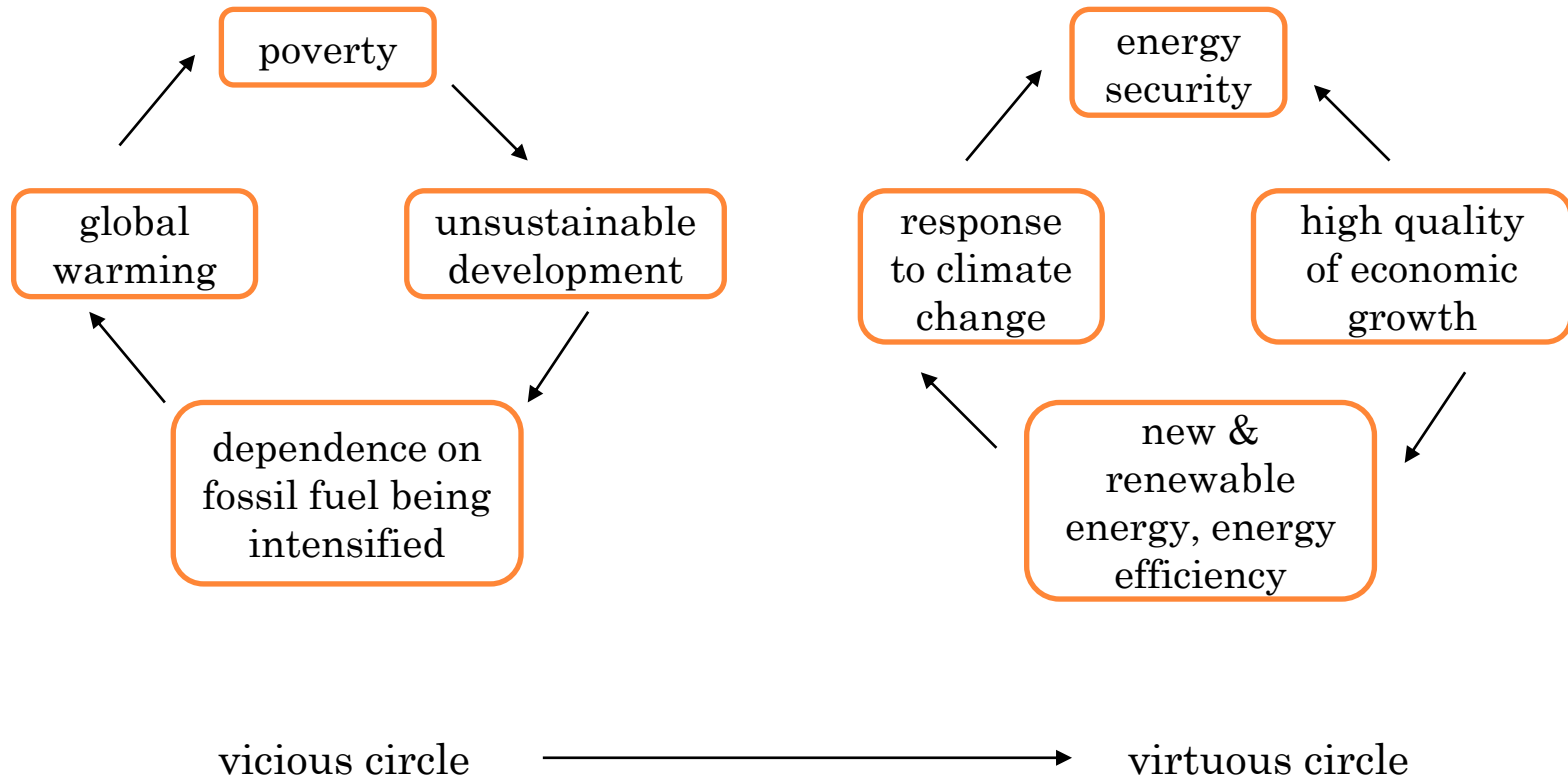 poverty
global
warming
unsustainable
development
dependence on
fossil fuel being
intensified
energy
security
response
to climate
change
high quality
of economic
growth
new &
renewable
energy, energy
efficiency
vicious circle
virtuous circle